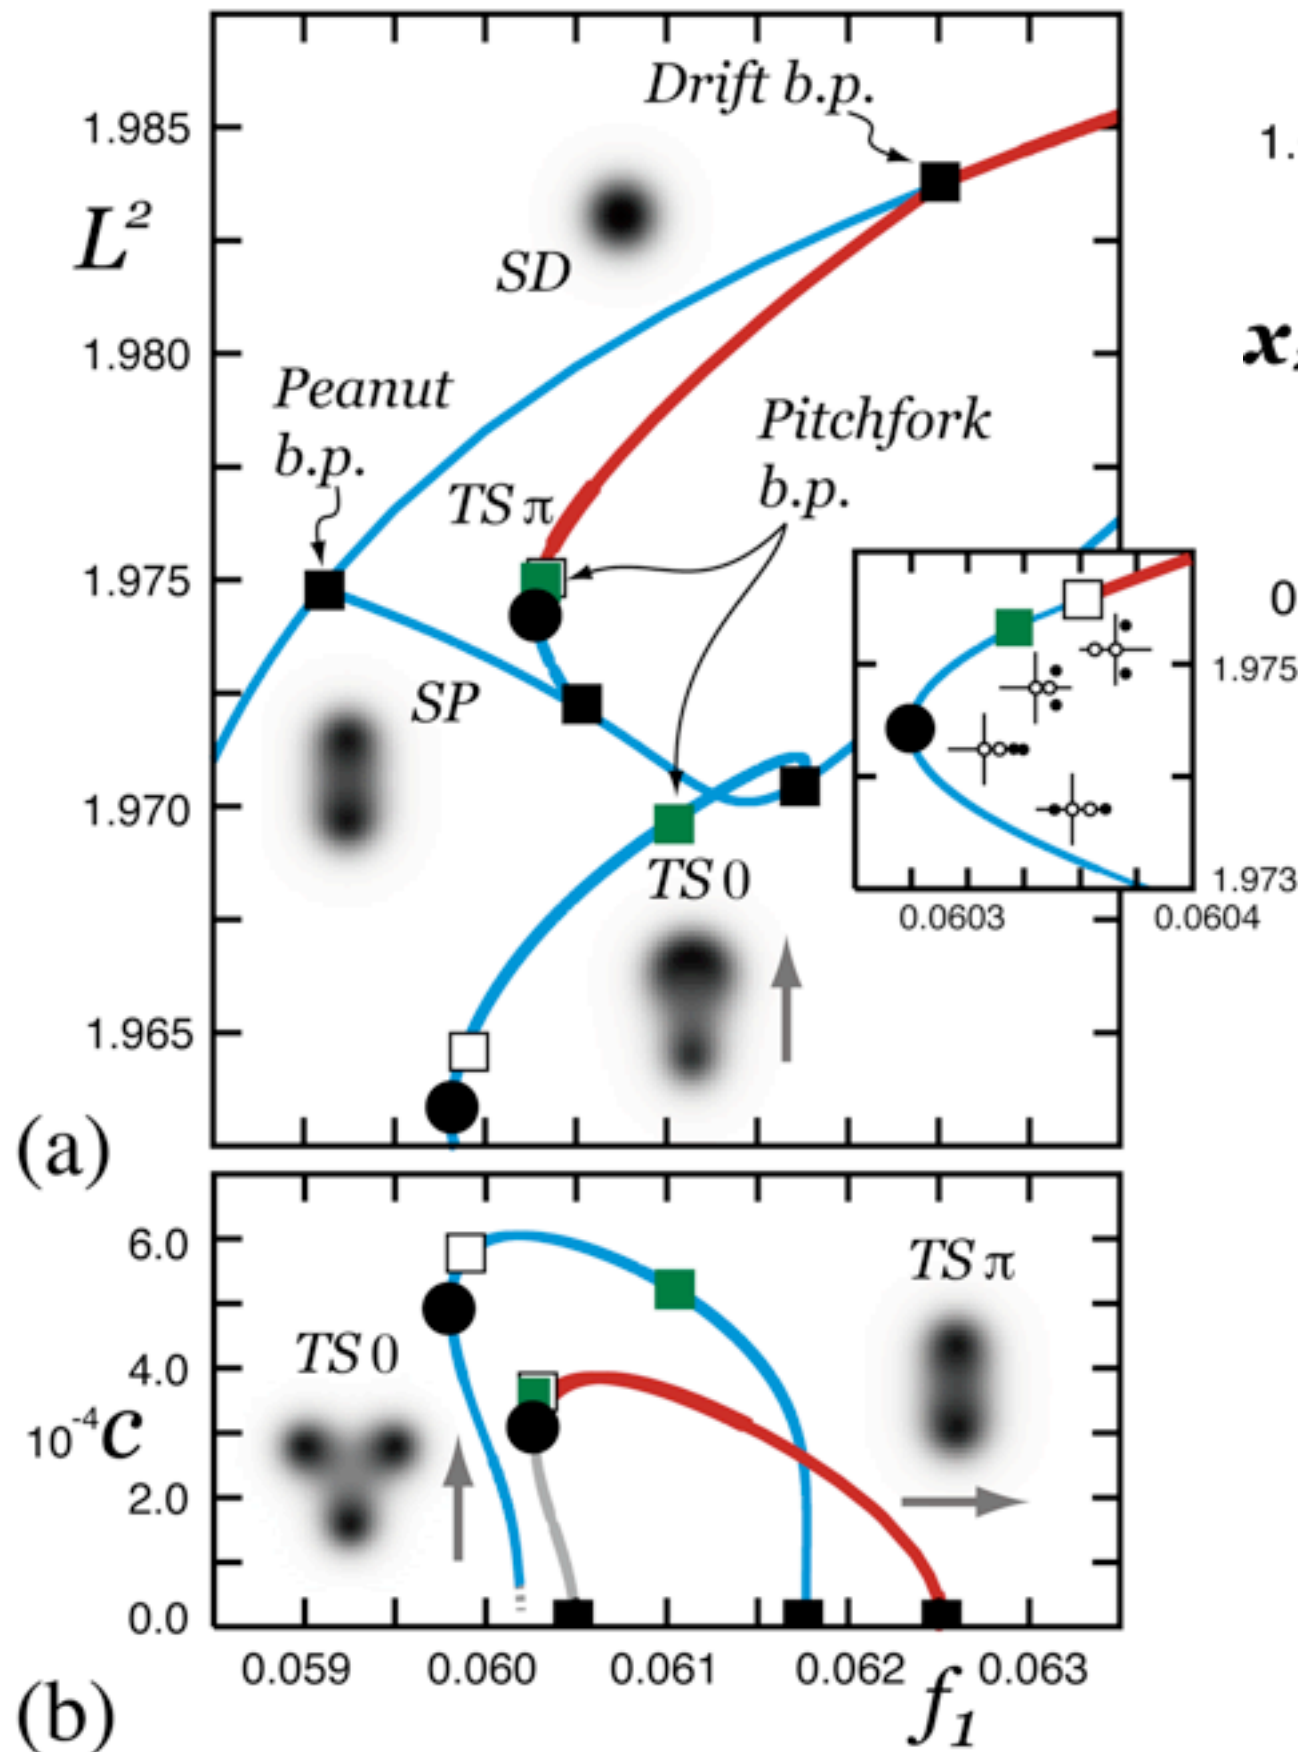 Drift b.p.
1.985
1.
L²
SD
1.980
x
Peanut
b.p.
Pitchfork
b.p.
TS π
1.975
0
1.975
SP
1.970
TS 0
1.973
0.0603
0.0604
1.965
(a)
6.0
TS π
TS 0
4.0
10⁻⁴c
2.0
0.0
0.059
0.060
0.061
0.062
0.063
(b)
f₁